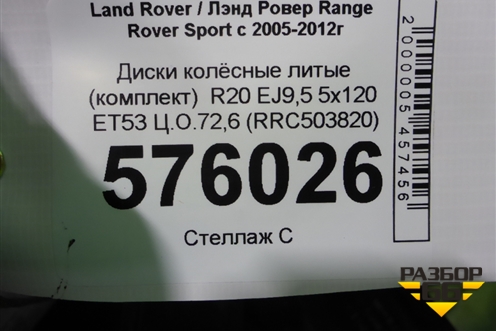 Land Rover / Лэнд Ровер Range
Rover Sport с 2005-2012г
Диски колёсные литые
(комплект) R20 EJ9,5 5x120
ET53 Ц.О.72,6 (RRC503820)
576026
Стеллаж С
2000005457456
РАЗБОР